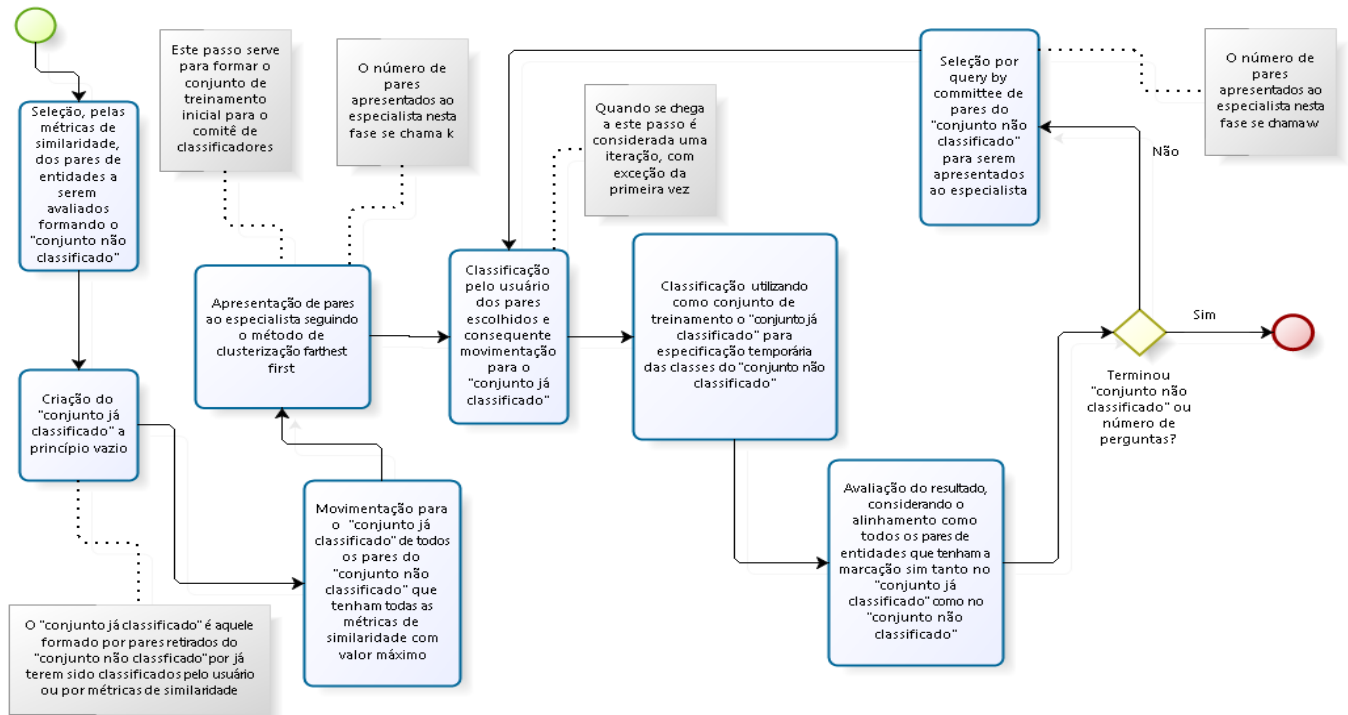 Seleção, pelas
métricas de
similaridade,
dos pares de
entidades a
serem
avaliados
formando o
"conjunto não
classificado"
Este passo serve
para formar o
conjunto de
treinamento
inicial para o
comitê de
classificadores
O número de
pares
apresentados ao
especialista nesta
fase se chama k
Quando se chega
a este passo é
considerada uma
iteração, com
exceção da
primeira vez
Seleção por
query by
committee de
pares do
"conjunto não
classificado"
para serem
apresentados
ao especialista
O número de
pares
apresentados ao
especialista nesta
fase se chama w
Não
Sim
Terminou
"conjunto não
classificado" ou
número de
perguntas?
Criação do
"conjunto já
classificado" a
princípio vazio
Apresentação de pares
ao especialista seguindo
o método de
clusterização farthest
first
Classificação
pelo usuário
dos pares
escolhidos e
consequente
movimentação
para o
"conjunto já
classificado"
Classificação utilizando
como conjunto de
treinamento o "conjunto já
classificado" para
especificação temporária
das classes do "conjunto não
classificado"
Movimentação para
o "conjunto já
classificado" de todos
os pares do
"conjunto não
classificado" que
tenham todas as
métricas de
similaridade com
valor máximo
Avaliação do resultado,
considerando o
alinhamento como
todos os pares de
entidades que tenham a
marcação sim tanto no
"conjunto já
classificado" como no
"conjunto não
classificado"
O "conjunto já classificado" é aquele
formado por pares retirados do
"conjunto não classficado" por já
terem sido classificados pelo usuário
ou por métricas de similaridade